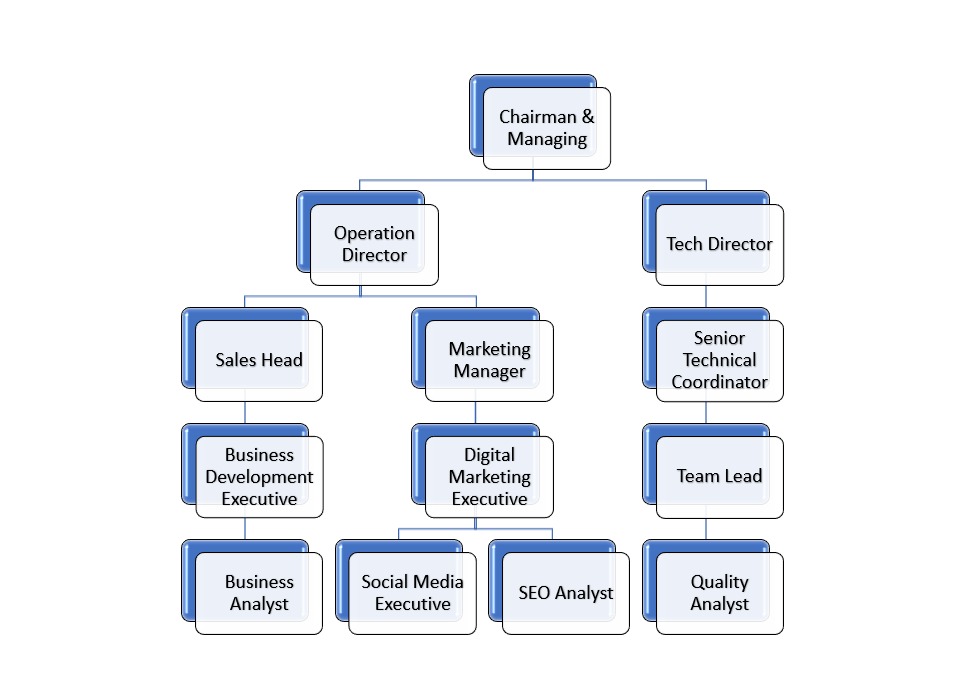 Chairman &
Managing
Operation
Director
Tech Director
Sales Head
Marketing
Manager
Senior
Technical
Coordinator
Business
Development
Executive
Digital
Marketing
Executive
Team Lead
Business
Analyst
Social Media
Executive
SEO Analyst
Quality
Analyst